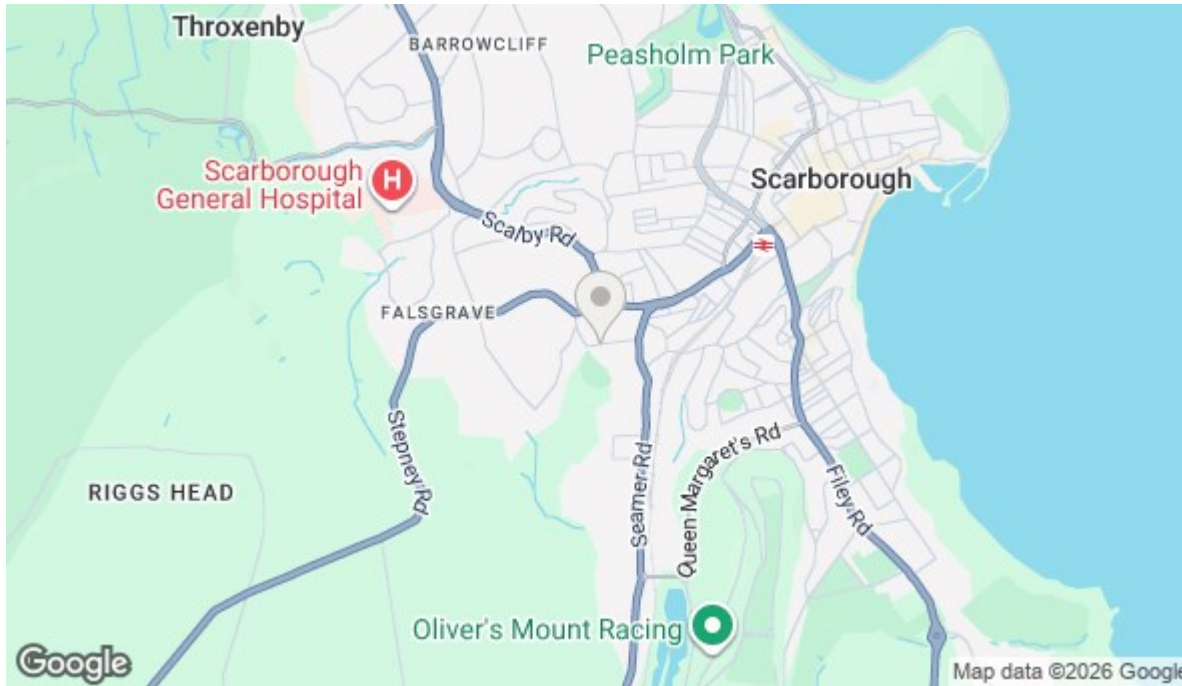 Throxenby
BARROWCLIFF
Peasholm Park
Scarborough
General Hospital
H
Scarborough
Scalby Rd
FALSGRAVE
Stepney Rd
RIGGS HEAD
Seamer Rd
Queen Margaret's Rd
Filey Rd
Oliver's Mount Racing
Google
Map data ©2026 Google